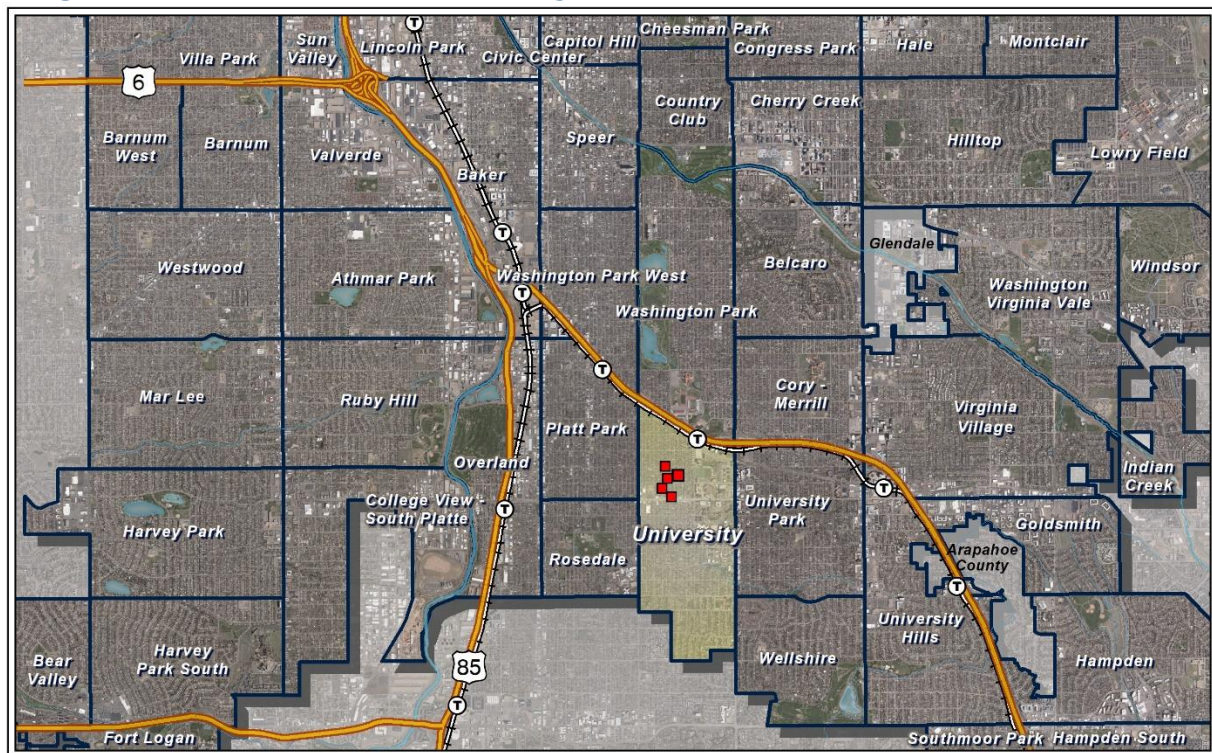 Cheesman Park
Sun
Valley
Lincoln Park
Capitol Hill
Congress Park
Hale
Montclair
Villa Park
Civic Center
6
Barnum
West
Barnum
Valverde
Baker
Speer
Country
Club
Cherry Creek
Hilltop
Lowry Field
Westwood
Athmar Park
Washington Park West
Washington Park
Belcaro
Glendale
Washington
Virginia Vale
Windsor
Mar Lee
Ruby Hill
Platt Park
Cory -
Merrill
Virginia
Village
Overland
Indian
Creek
Harvey Park
College View -
South Platte
Rosedale
University
University
Park
Goldsmith
Arapahoe
County
Bear
Valley
Harvey
Park South
85
Wellshire
University
Hills
Hampden
Fort Logan
Southmoor Park
Hampden South
T
T
T
T
T
T
T
T
T